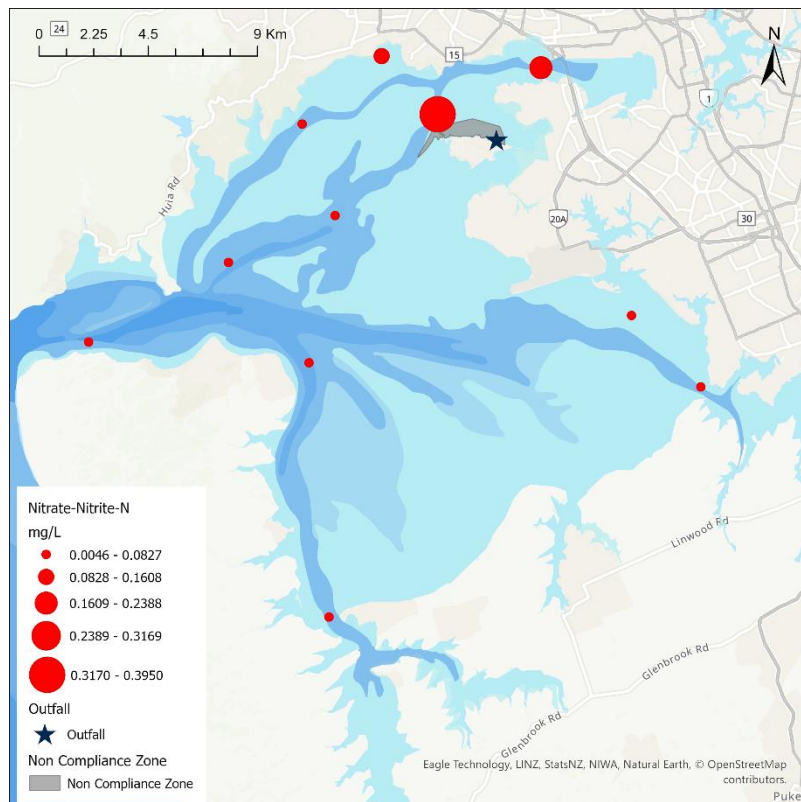 24
0 2.25 4.5 9 Km
15
N
1
Huia Rd
20A
30
Linwood Rd
Glenbrook Rd
Glenbrook Rd
Nitrate-Nitrite-N
mg/L
0.0046 - 0.0827
0.0828 - 0.1608
0.1609 - 0.2388
0.2389 - 0.3169
0.3170 - 0.3950
Outfall
Outfall
Non Compliance Zone
Non Compliance Zone
Eagle Technology, LINZ, StatsNZ, NIWA, Natural Earth, © OpenStreetMap
contributors.
Puke